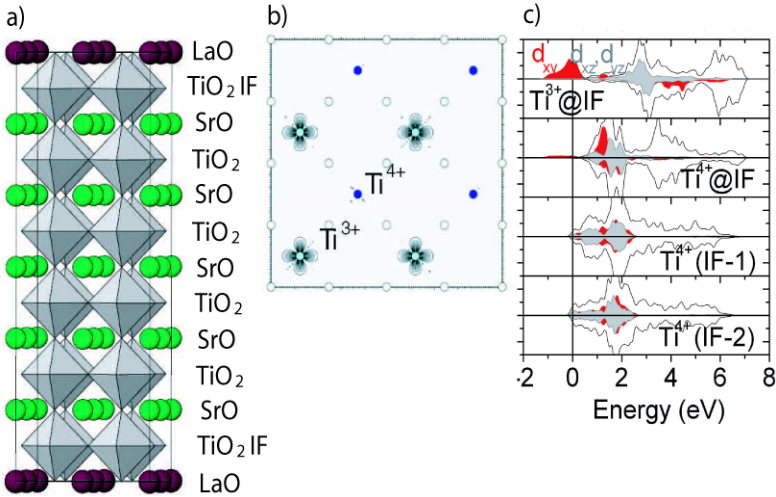 a)
LaO
TiO2 IF
SrO
TiO2
SrO
TiO2
SrO
TiO2
SrO
TiO2
SrO
TiO2 IF
LaO
b)
Ti4+
Ti3+
c)
dxy dxz,dyz
Ti3+@IF
Ti4+@IF
Ti4+(IF-1)
Ti4+(IF-2)
-2 0 2 4 6 8
Energy (eV)